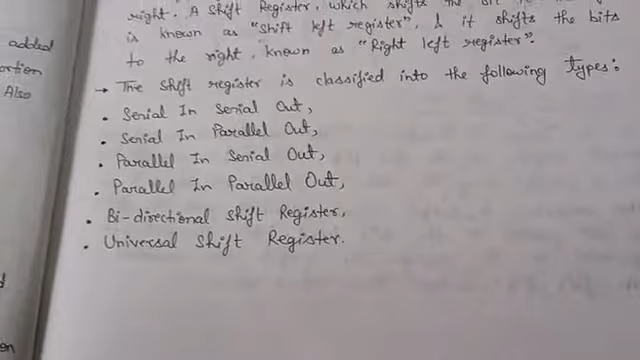 added
ortion
Also
right. A Shift Register, which shifts the bit
is known as "Shift left register", & it shifts the bits
to the right, known as "Right left register".
→ The shift register is classified into the following types:
• Serial In Serial Out,
• Serial In Parallel Out,
• Parallel In Serial Out,
• Parallel In Parallel Out,
• Bi-directional Shift Register,
• Universal Shift Register.